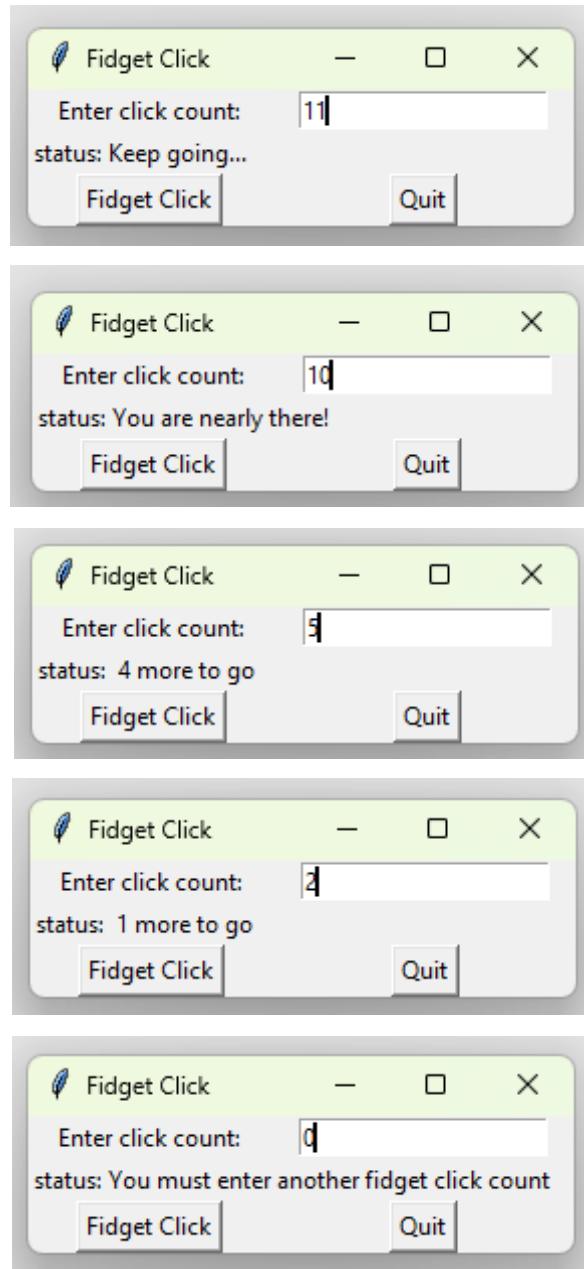 Fidget Click
Enter click count: 11
status: Keep going...
Fidget Click Quit
Fidget Click
Enter click count: 10
status: You are nearly there!
Fidget Click Quit
Fidget Click
Enter click count: 5
status:  4 more to go
Fidget Click Quit
Fidget Click
Enter click count: 2
status:  1 more to go
Fidget Click Quit
Fidget Click
Enter click count: 0
status: You must enter another fidget click count
Fidget Click Quit